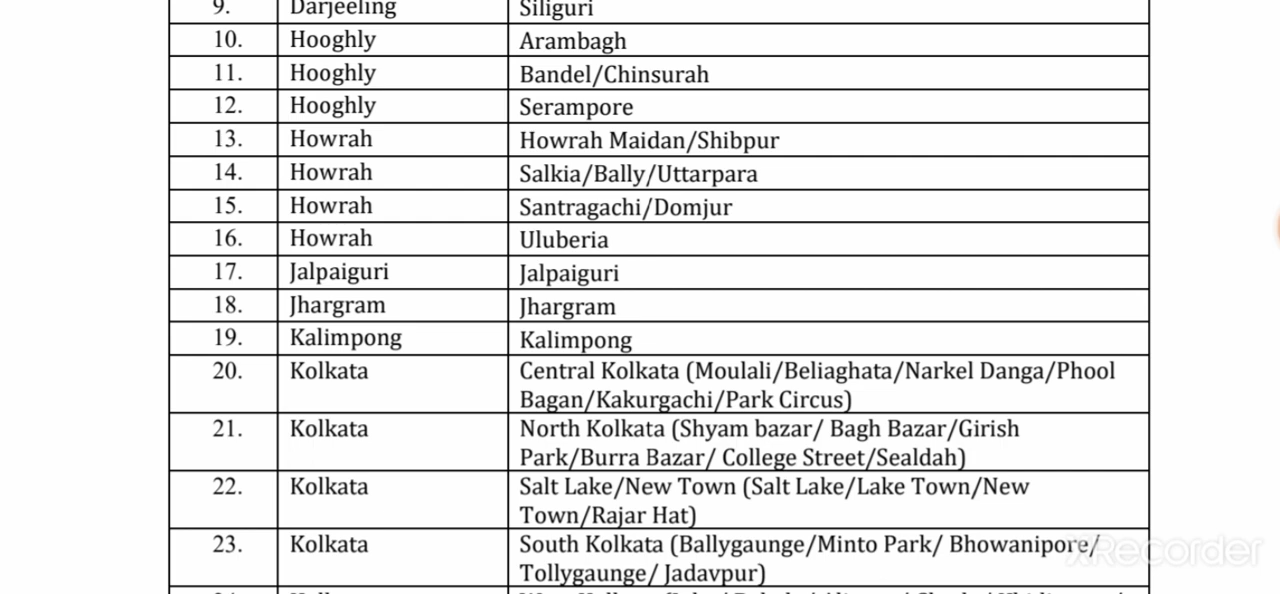 9. Darjeeling Siliguri
10. Hooghly Arambagh
11. Hooghly Bandel/Chinsurah
12. Hooghly Serampore
13. Howrah Howrah Maidan/Shibpur
14. Howrah Salkia/Bally/Uttarpara
15. Howrah Santragachi/Domjur
16. Howrah Uluberia
17. Jalpaiguri Jalpaiguri
18. Jhargram Jhargram
19. Kalimpong Kalimpong
20. Kolkata Central Kolkata (Moulali/Beliaghata/Narkel Danga/Phool
Bagan/Kakurgachi/Park Circus)
21. Kolkata North Kolkata (Shyam bazar/ Bagh Bazar/Girish
Park/Burra Bazar/ College Street/Sealdah)
22. Kolkata Salt Lake/New Town (Salt Lake/Lake Town/New
Town/Rajar Hat)
23. Kolkata South Kolkata (Ballygaunge/Minto Park/ Bhowanipore/
Tollygaunge/ Jadavpur)
XRecorder